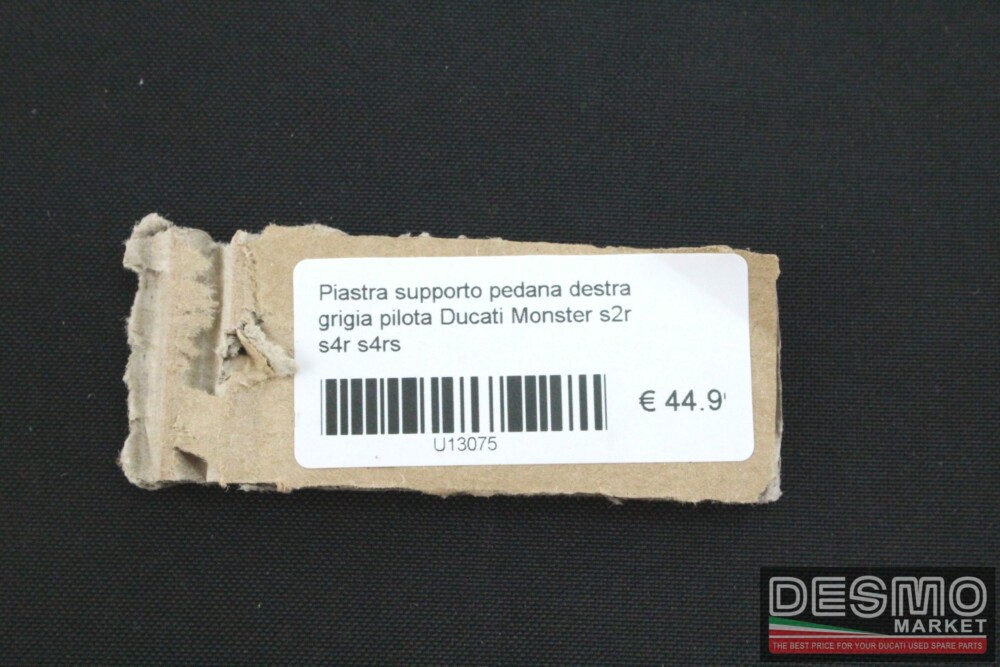 Piastra supporto pedana destra
grigia pilota Ducati Monster s2r
s4r s4rs
€ 44.9
U13075
DESMO
MARKET
THE BEST PRICE FOR YOUR DUCATI USED SPARE PARTS